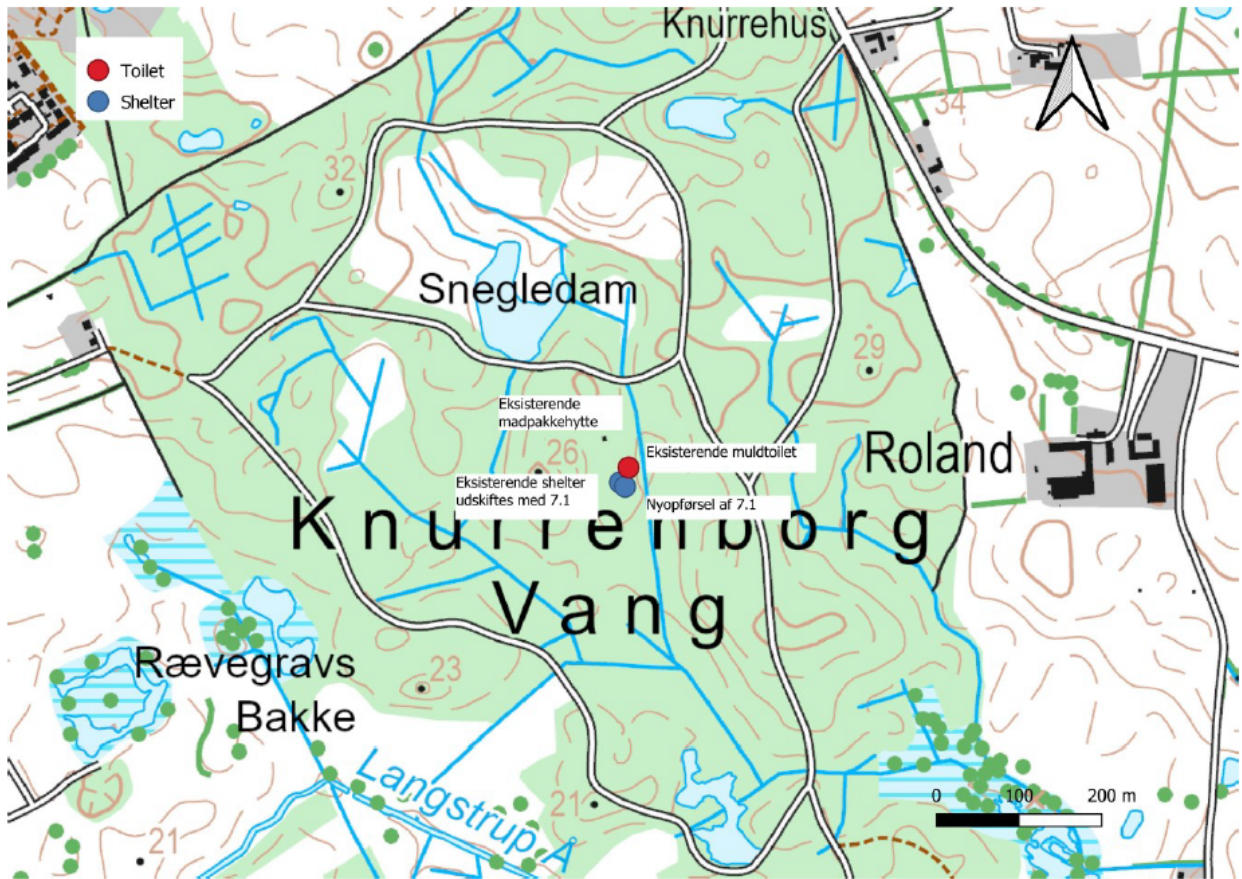 Knurrehus
Toilet
Shelter
34
32
Snegledam
29
Eksisterende
madpakkehytte
Roland
Eksisterende muldtoilet
26
Eksisterende shelter
udskiftes med 7.1
Nyopførsel af 7.1
Knurrenborg
Vang
Rævegravs
Bakke
23
Langstrup Å
21
21
0 100 200 m